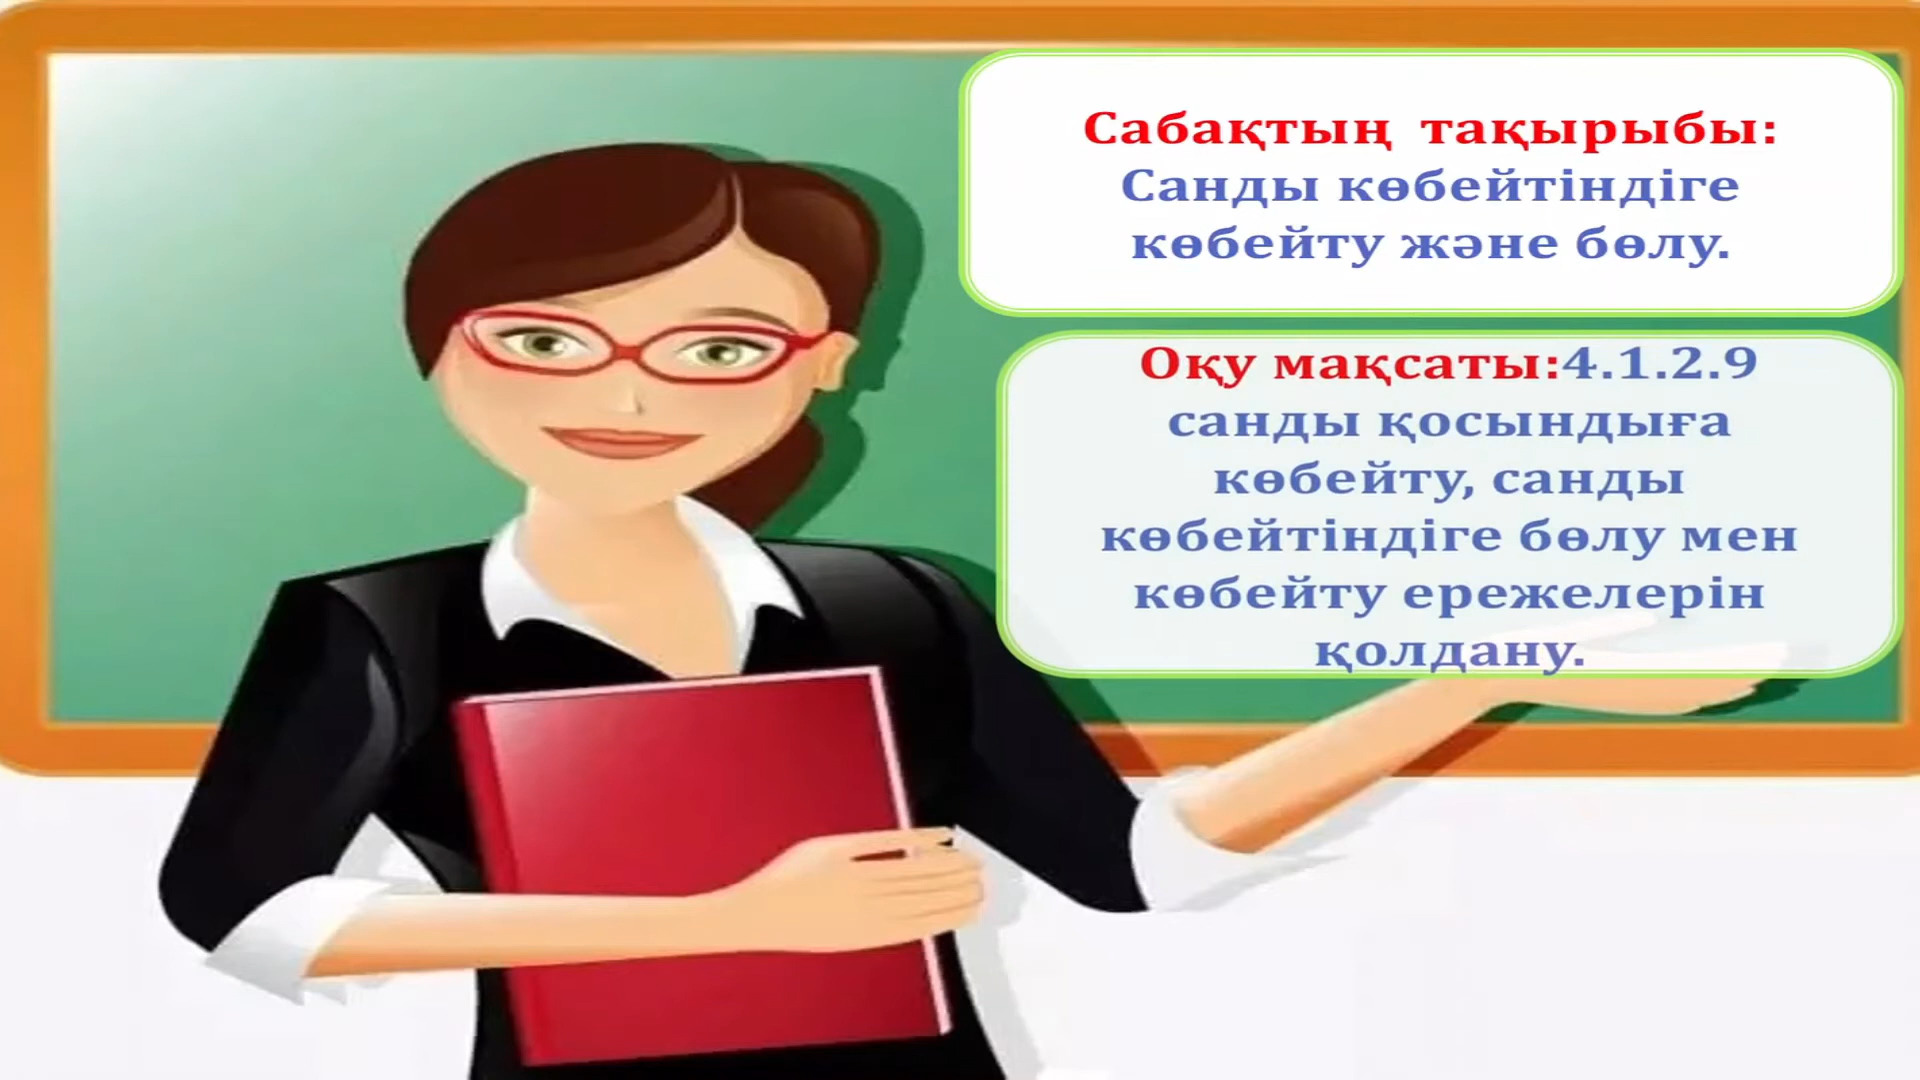 Сабақтың тақырыбы:
Санды көбейтіндіге
көбейту және бөлу.
Оқу мақсаты:4.1.2.9
санды қосындыға
көбейту, санды
көбейтіндіге бөлу мен
көбейту ережелерін
қолдану.